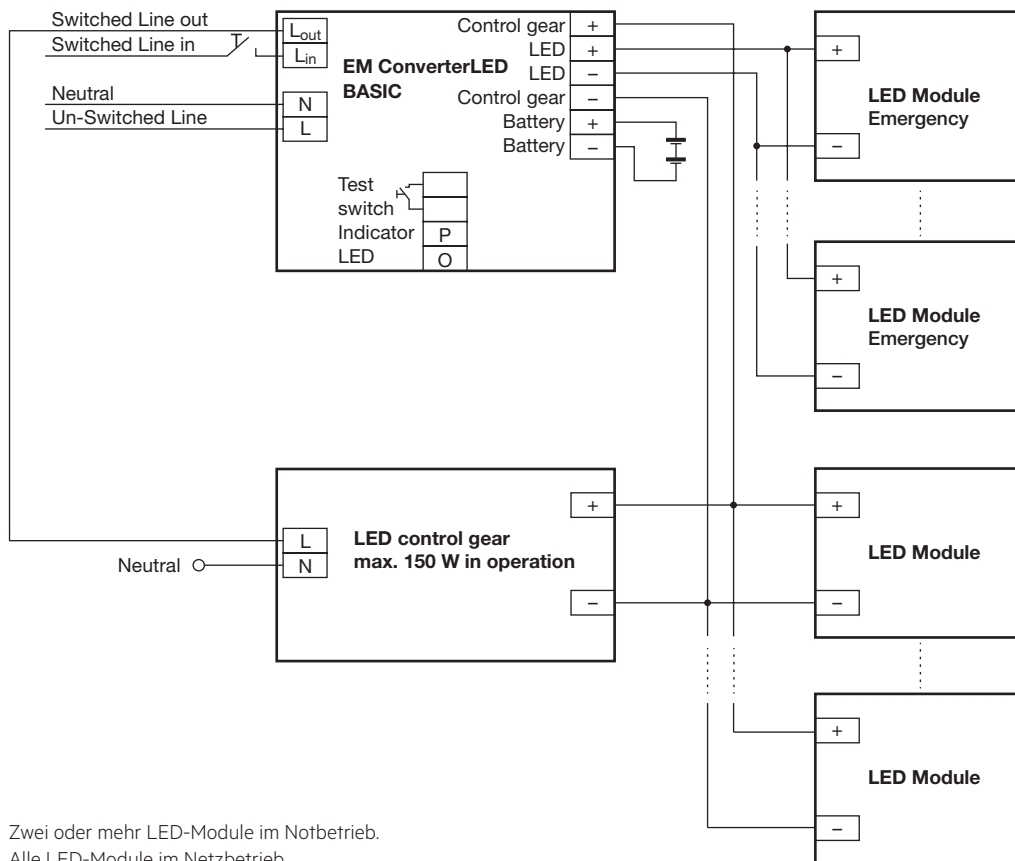 Switched Line out
Switched Line in
Neutral
Un-Switched Line
Lout
Lin
N
L
EM ConverterLED
BASIC
Control gear +
LED +
LED –
Control gear –
Battery +
Battery –
Test
switch
Indicator P
LED O
+
LED Module
Emergency
–
+
LED Module
Emergency
–
Neutral
L
N
LED control gear
max. 150 W in operation
+
–
+
LED Module
–
+
LED Module
–
Zwei oder mehr LED-Module im Notbetrieb.
Alle LED-Module im Netzbetrieb.